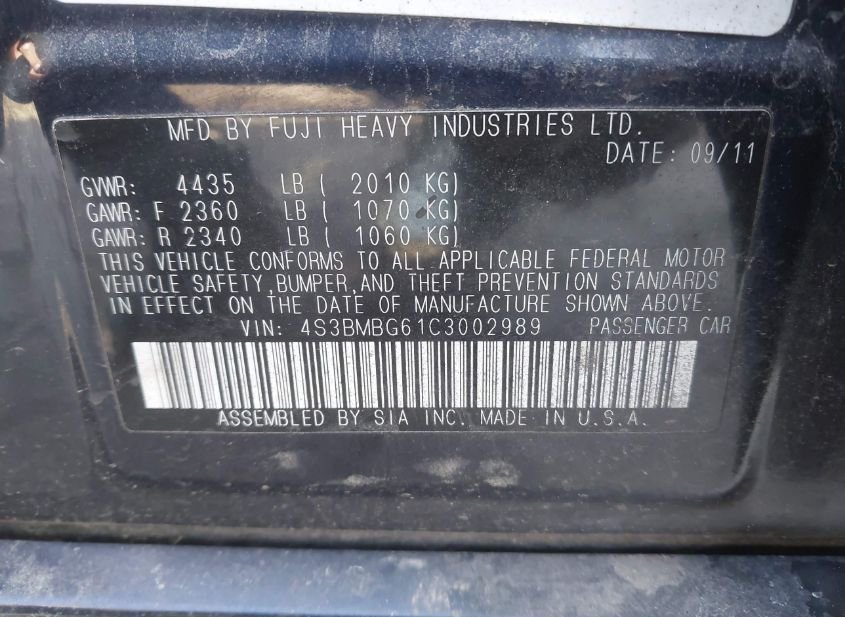 MFD BY FUJI HEAVY INDUSTRIES LTD.
DATE: 09/11
GVWR: 4435 LB ( 2010 KG)
GAWR: F 2360 LB ( 1070 KG)
GAWR: R 2340 LB ( 1060 KG)
THIS VEHICLE CONFORMS TO ALL APPLICABLE FEDERAL MOTOR
VEHICLE SAFETY,BUMPER,AND THEFT PREVENTION STANDARDS
IN EFFECT ON THE DATE OF MANUFACTURE SHOWN ABOVE.
VIN: 4S3BMBG61C3002989 PASSENGER CAR
ASSEMBLED BY SIA INC. MADE IN U.S.A.